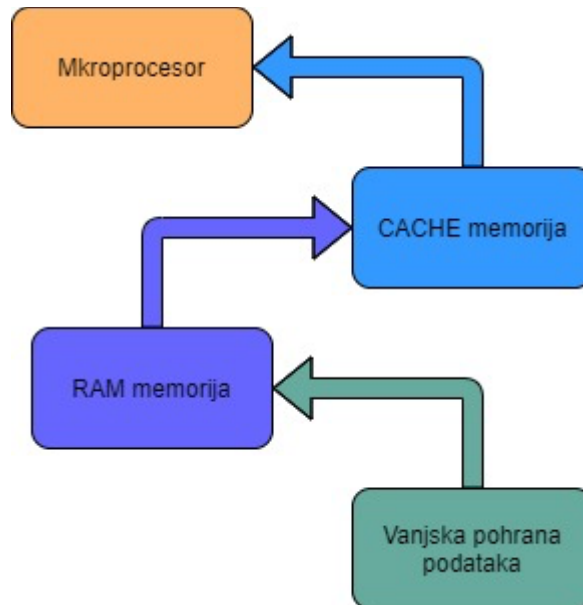 Mkroprocesor
CACHE memorija
RAM memorija
Vanjska pohrana
podataka